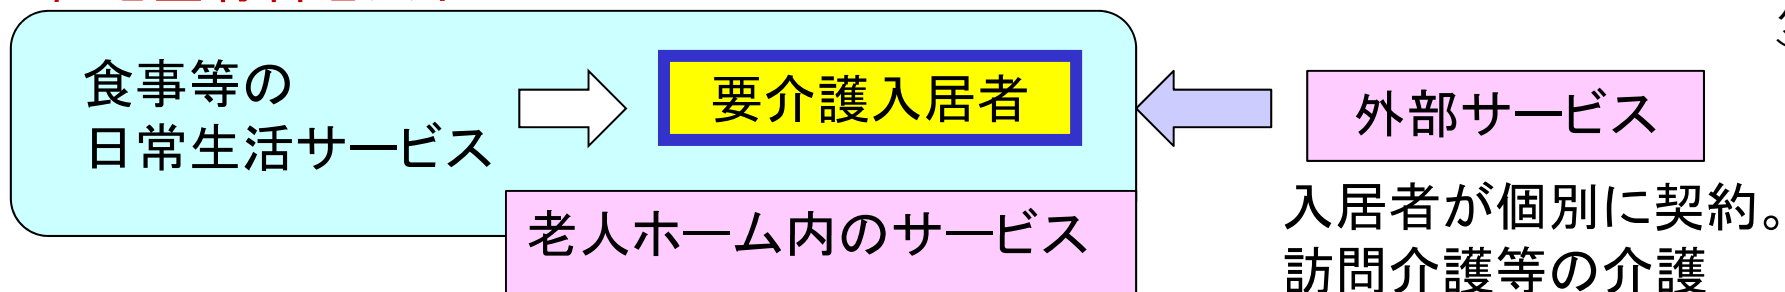 食事等の
日常生活サービス
要介護入居者
外部サービス
老人ホーム内のサービス
入居者が個別に契約。
訪問介護等の介護